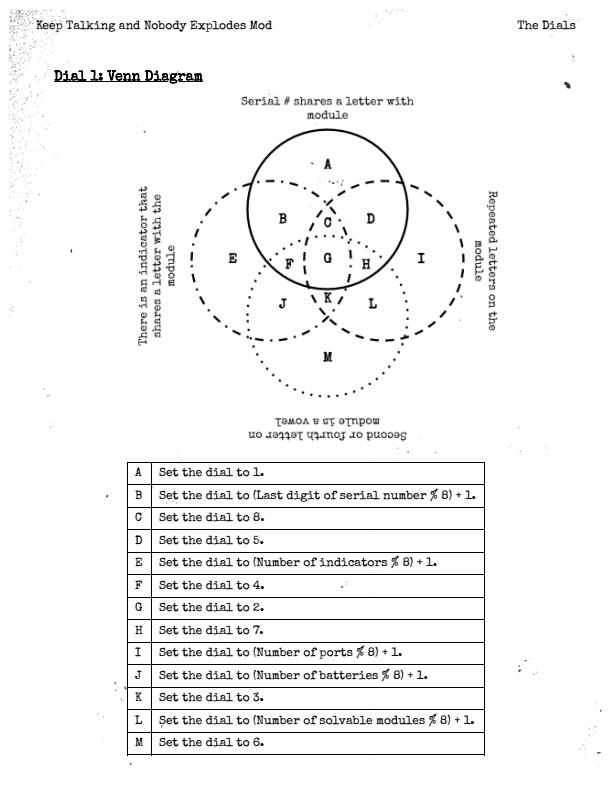 Keep Talking and Nobody Explodes Mod
The Dials
Dial 1: Venn Diagram
Serial # shares a letter with
module
A
B
C
D
E
F
G
H
I
J
K
L
M
There is an indicator that
shares a letter with the
module
Repeated letters on the
module
Second or fourth letter on
module is a vowel
A Set the dial to 1.
B Set the dial to (Last digit of serial number % 8) + 1.
C Set the dial to 8.
D Set the dial to 5.
E Set the dial to (Number of indicators % 8) + 1.
F Set the dial to 4.
G Set the dial to 2.
H Set the dial to 7.
I Set the dial to (Number of ports % 8) + 1.
J Set the dial to (Number of batteries % 8) + 1.
K Set the dial to 3.
L Set the dial to (Number of solvable modules % 8) + 1.
M Set the dial to 6.